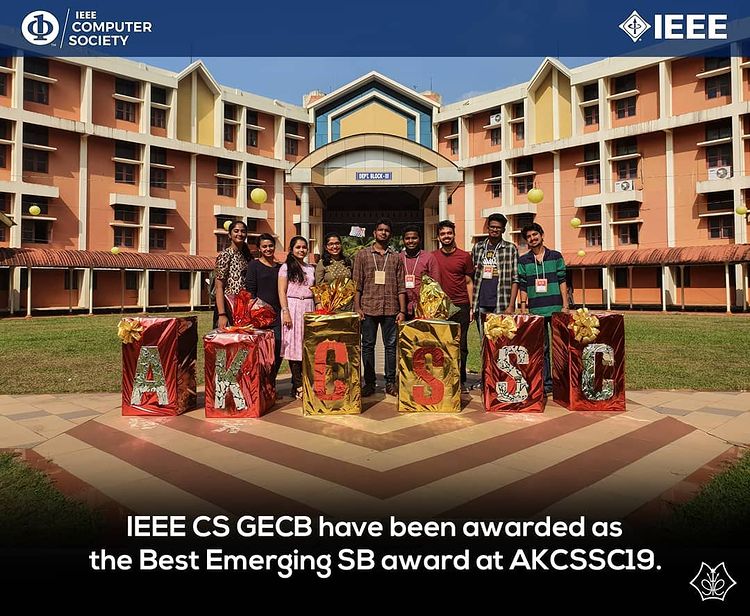 IEEE
COMPUTER
SOCIETY
IEEE
DEPT. BLOCK-III
A K C S S C
IEEE CS GECB have been awarded as
the Best Emerging SB award at AKCSSC19.